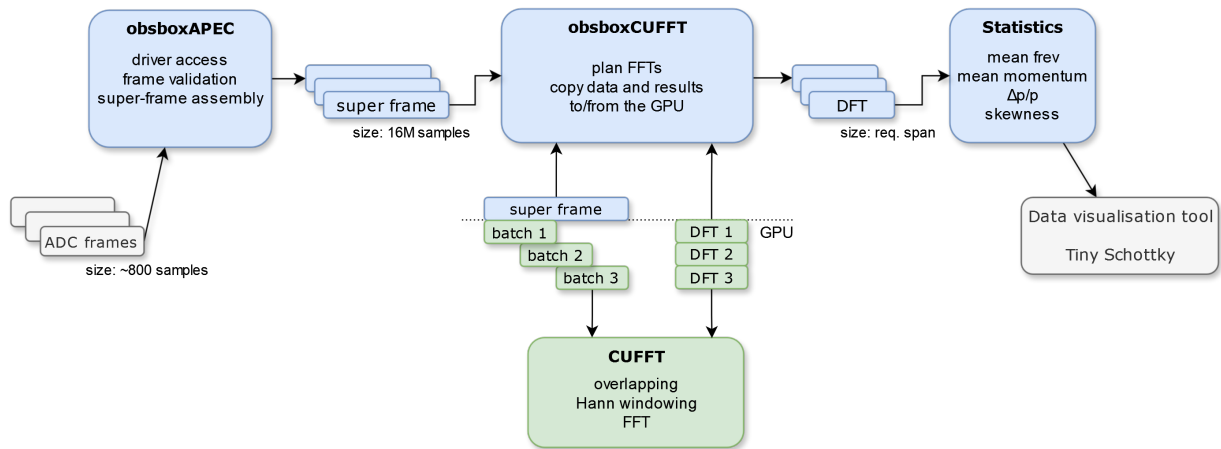 obsboxAPEC
driver access
frame validation
super-frame assembly
ADC frames
size: ~800 samples
super frame
size: 16M samples
obsboxCUFFT
plan FFTs
copy data and results
to/from the GPU
super frame
batch 1
batch 2
batch 3
DFT 1
DFT 2
DFT 3
GPU
CUFFT
overlapping
Hann windowing
FFT
DFT
size: req. span
Statistics
mean frev
mean momentum
Δp/p
skewness
Data visualisation tool
Tiny Schottky